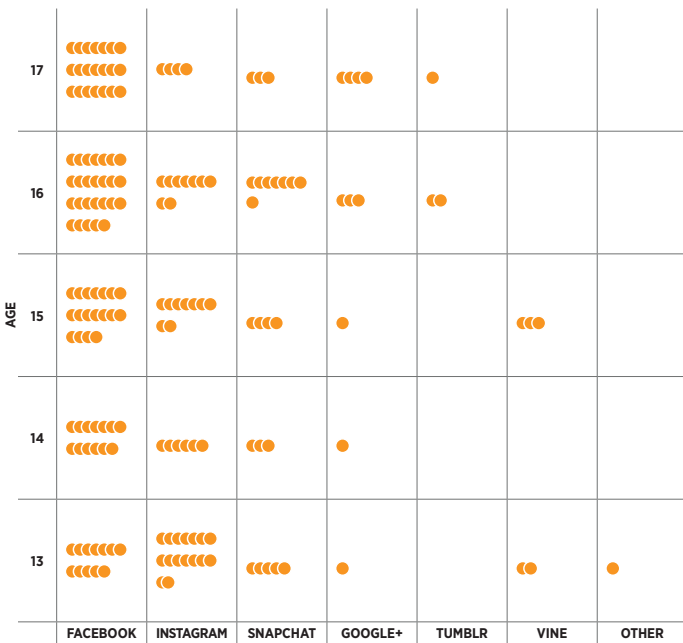 17
16
AGE
15
14
13
FACEBOOK INSTAGRAM SNAPCHAT GOOGLE+ TUMBLR VINE OTHER